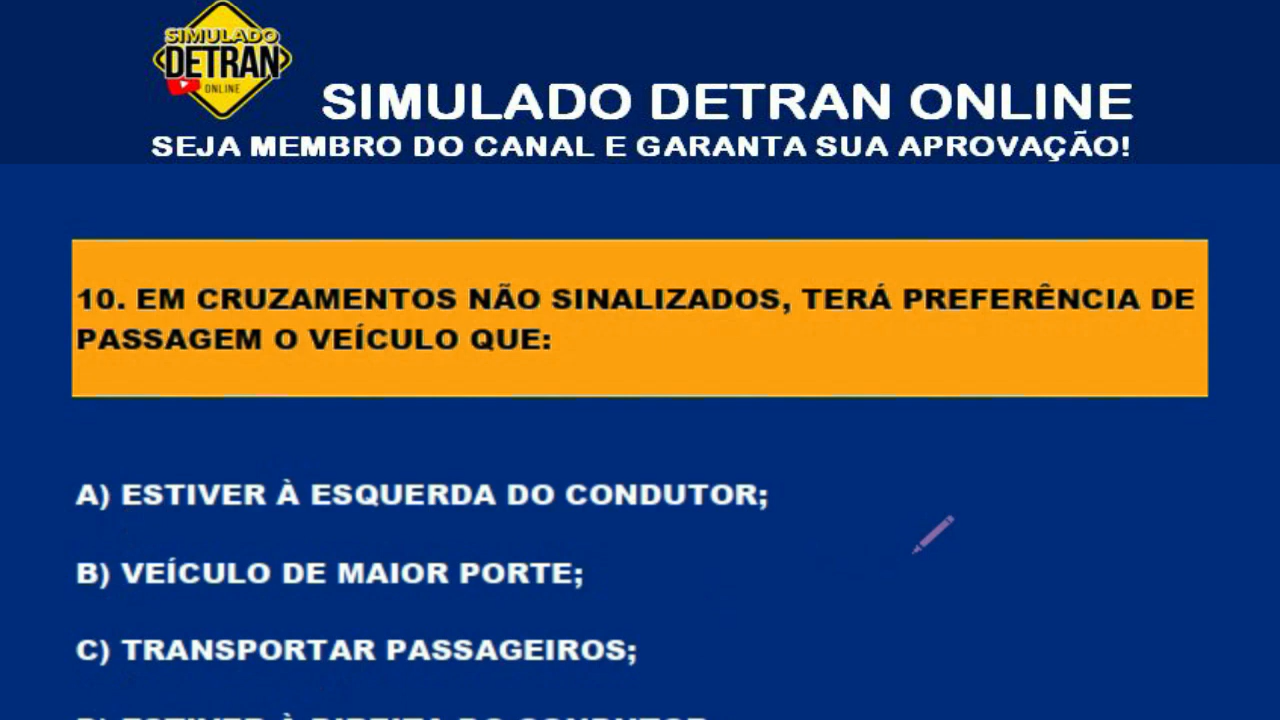 SIMULADO
DETRAN
ONLINE
SIMULADO DETRAN ONLINE
SEJA MEMBRO DO CANAL E GARANTA SUA APROVAÇÃO!
10. EM CRUZAMENTOS NÃO SINALIZADOS, TERÁ PREFERÊNCIA DE
PASSAGEM O VEÍCULO QUE:
A) ESTIVER À ESQUERDA DO CONDUTOR;
B) VEÍCULO DE MAIOR PORTE;
C) TRANSPORTAR PASSAGEIROS;